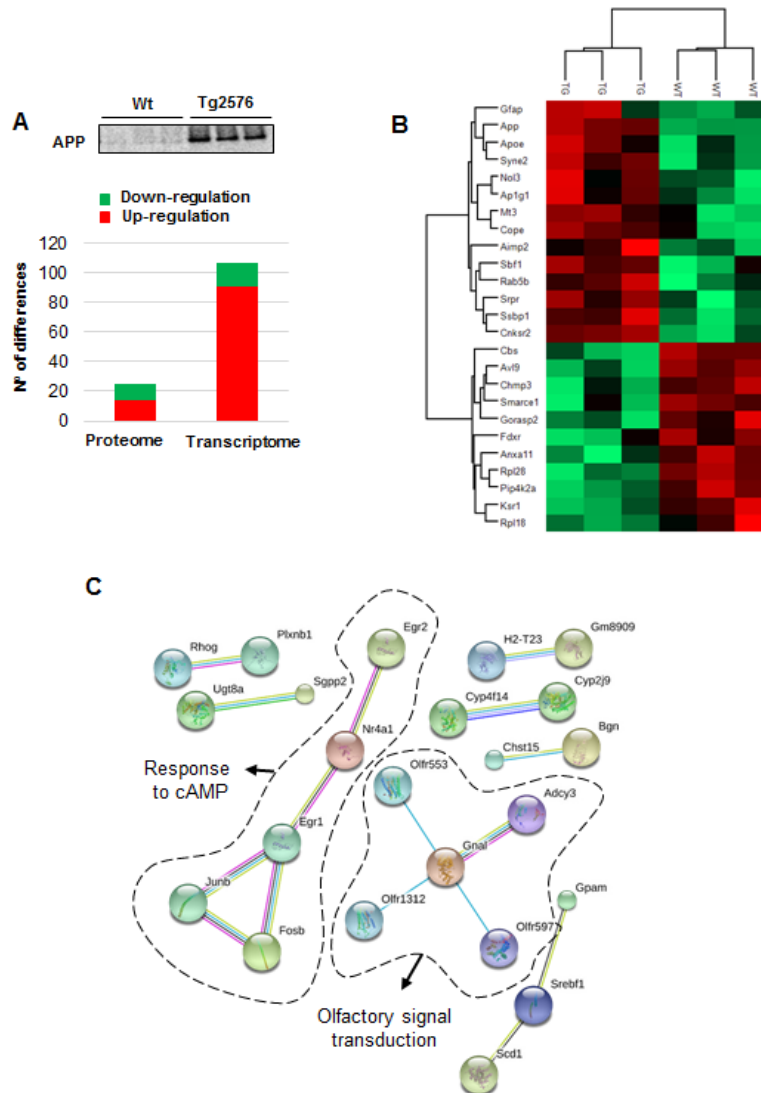 A
Wt
Tg2576
APP
Down-regulation
Up-regulation
Nº of differences
120
100
80
60
40
20
0
Proteome
Transcriptome
B
TG
TG
TG
WT
WT
WT
Gfap
App
Apoe
Syne2
Nol3
Ap1g1
Mt3
Cope
Aimp2
Sbf1
Rab5b
Srpr
Ssbp1
Cnksr2
Cbs
Avl9
Chmp3
Smarce1
Gorasp2
Fdxr
Anxa11
Rpl28
Pip4k2a
Ksr1
Rpl18
C
Rhog
Plxnb1
Ugt8a
Sgpp2
Egr2
Nr4a1
Egr1
Junb
Fosb
Response
to cAMP
H2-T23
Gm8909
Cyp4f14
Cyp2j9
Chst15
Bgn
Olfr553
Adcy3
Gnal
Olfr1312
Olfr597
Gpam
Srebf1
Scd1
Olfactory signal
transduction